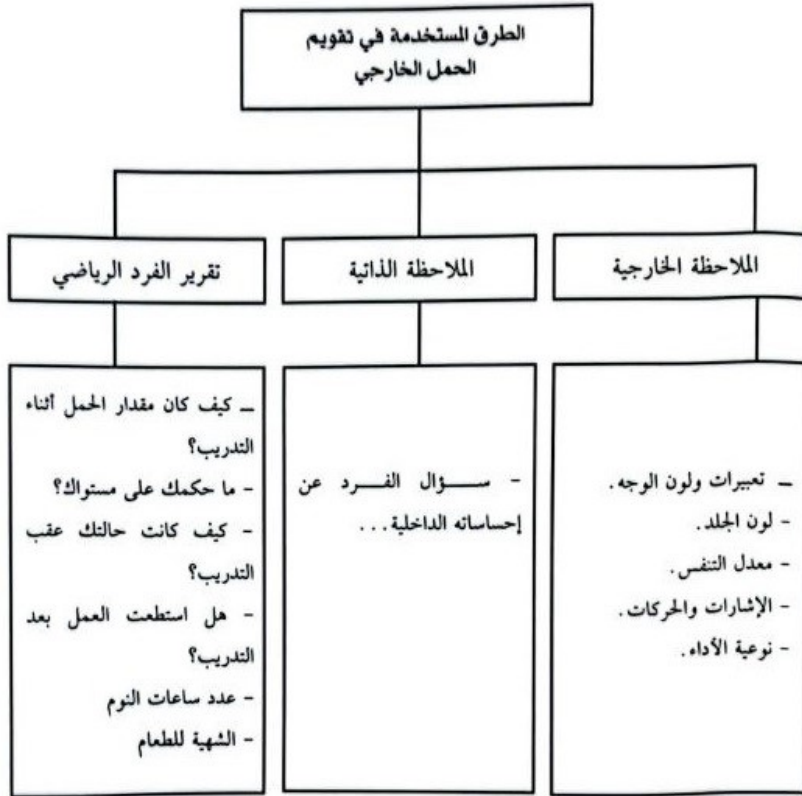 الطرق المستخدمة في تقويم
الحمل الخارجي
الملاحظة الخارجية
الملاحظة الذاتية
تقرير الفرد الرياضي
ـ تعبيرات ولون الوجه.
- لون الجلد.
- معدل التنفس.
- الإشارات والحركات.
- نوعية الأداء.
- سـؤال الفـرد عن
إحساساته الداخلية...
ـ كيف كان مقدار الحمل أثناء
التدريب؟
- ما حكمك على مستواك؟
- كيف كانت حالتك عقب
التدريب؟
- هل استطعت العمل بعد
التدريب؟
- عدد ساعات النوم
- الشهية للطعام